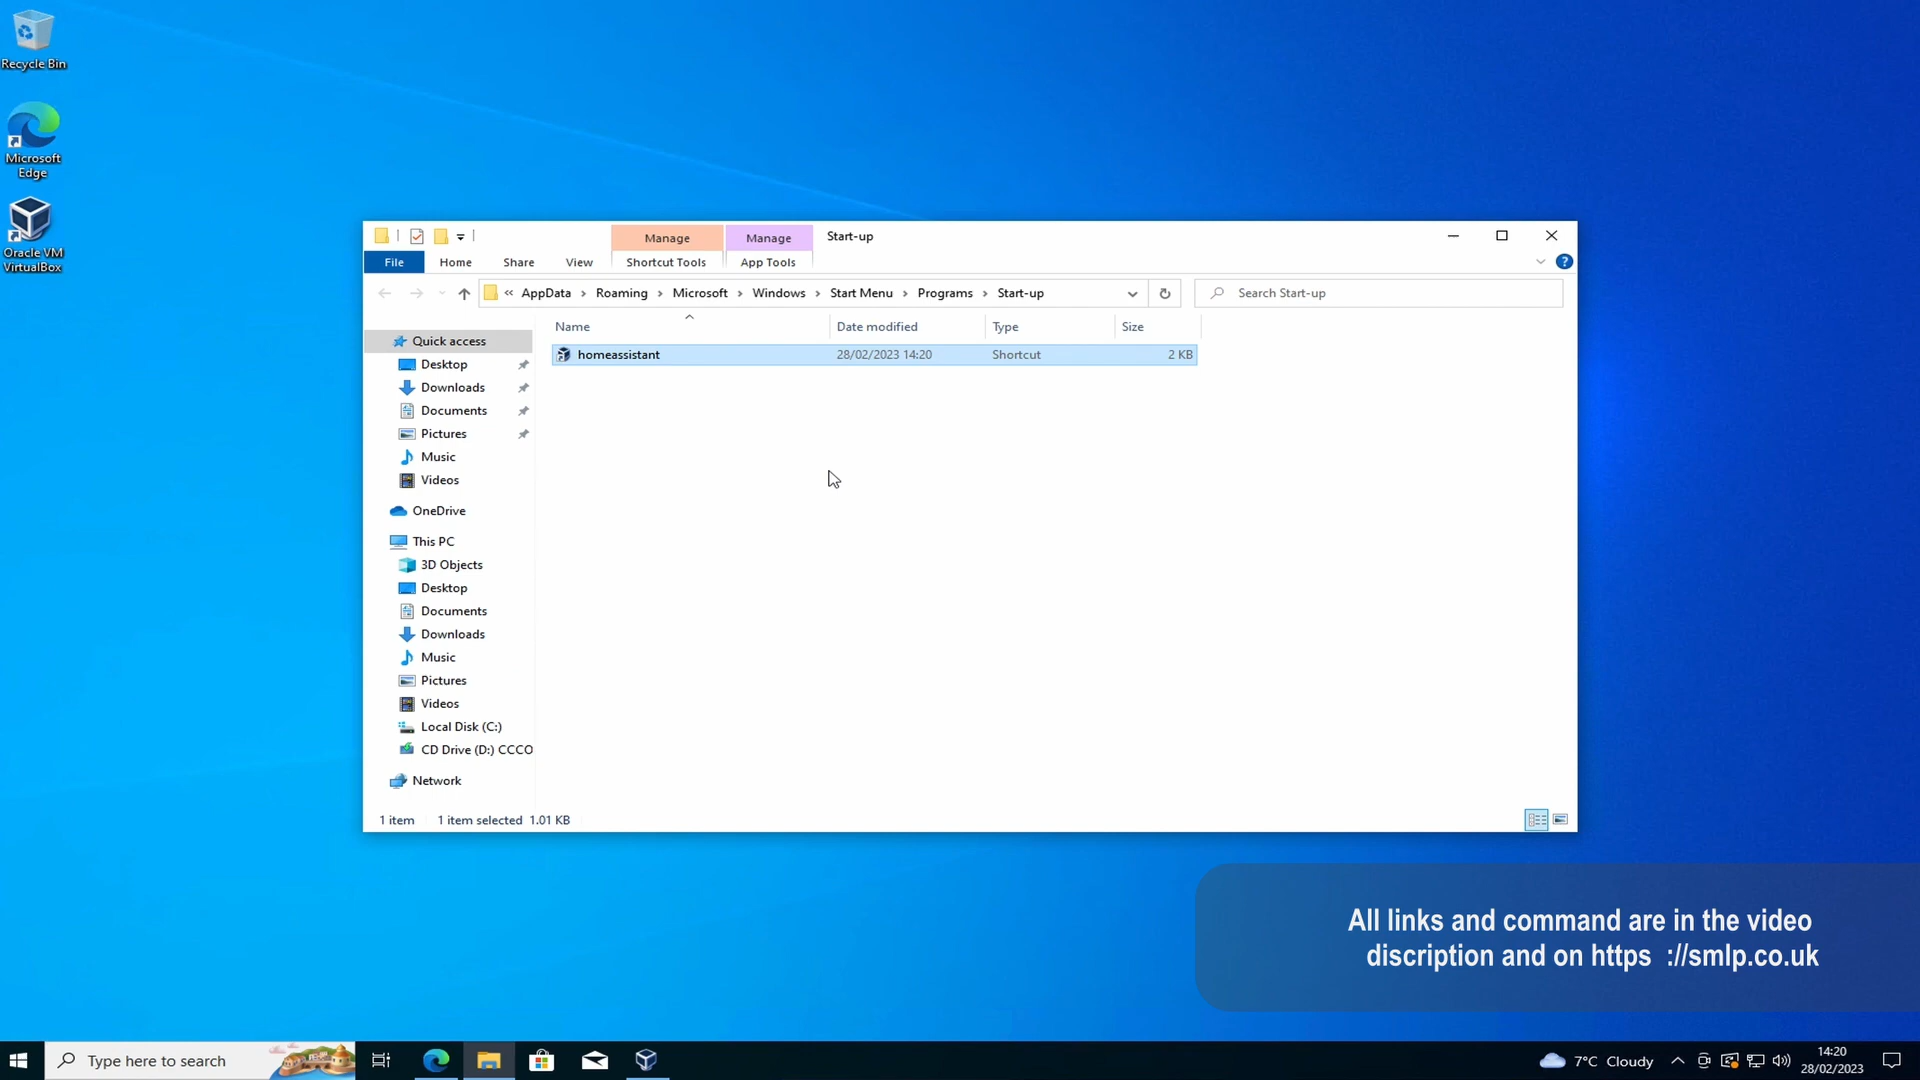 Recycle Bin
Microsoft
Edge
Oracle VM
VirtualBox
Manage
Manage
Start-up
File
Home
Share
View
Shortcut Tools
App Tools
« AppData › Roaming › Microsoft › Windows › Start Menu › Programs › Start-up
Search Start-up
Name
Date modified
Type
Size
homeassistant
28/02/2023 14:20
Shortcut
2 KB
Quick access
Desktop
Downloads
Documents
Pictures
Music
Videos
OneDrive
This PC
3D Objects
Desktop
Documents
Downloads
Music
Pictures
Videos
Local Disk (C:)
CD Drive (D:) CCCO
Network
1 item
1 item selected 1.01 KB
All links and command are in the video
discription and on https ://smlp.co.uk
Type here to search
7°C Cloudy
14:20
28/02/2023